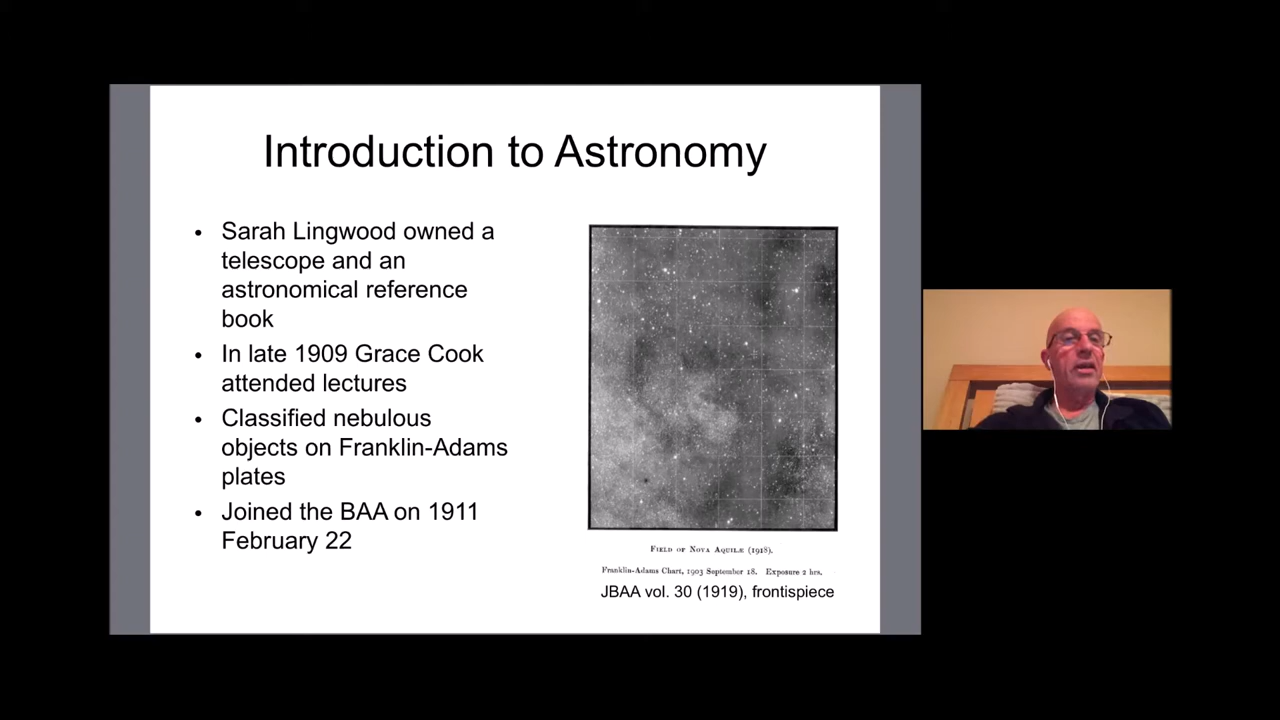 Introduction to Astronomy
• Sarah Lingwood owned a
telescope and an
astronomical reference
book
• In late 1909 Grace Cook
attended lectures
• Classified nebulous
objects on Franklin-Adams
plates
• Joined the BAA on 1911
February 22
Field of Nova Aquilæ (1918).
Franklin-Adams Chart, 1903 September 18. Exposure 2 hrs.
JBAA vol. 30 (1919), frontispiece